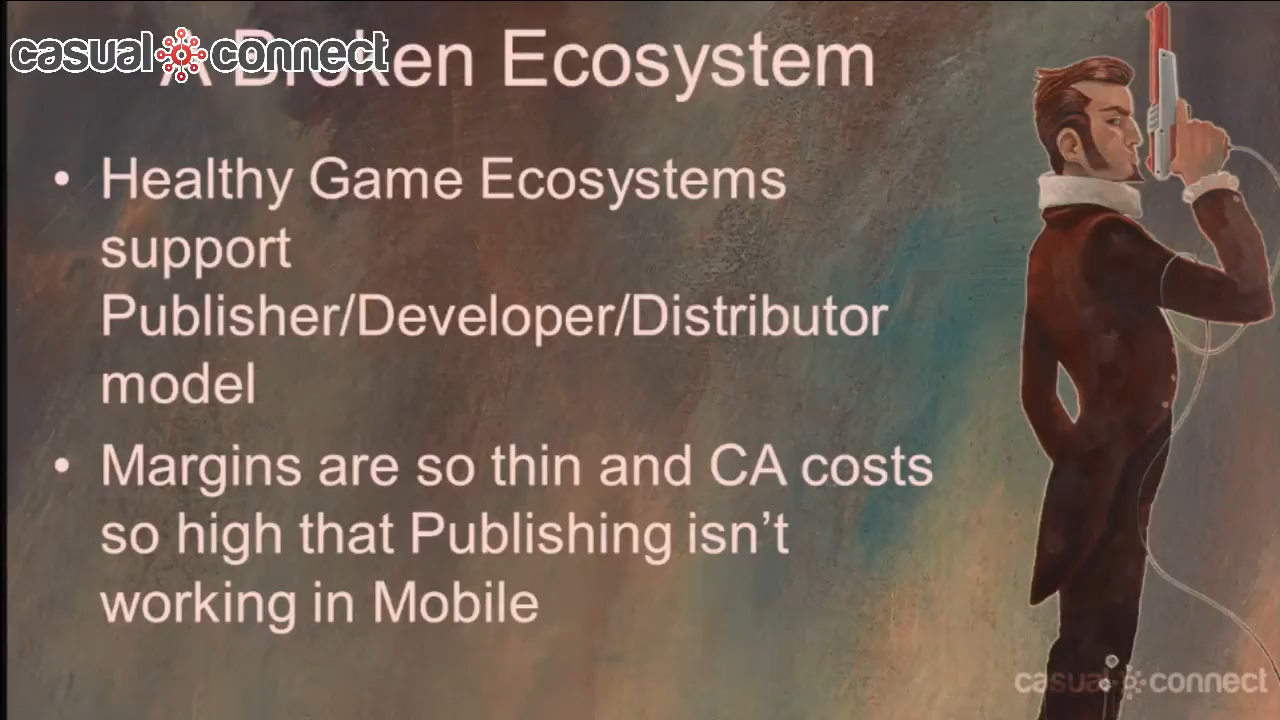 casual connect
A Broken Ecosystem
• Healthy Game Ecosystems
support
Publisher/Developer/Distributor
model
• Margins are so thin and CA costs
so high that Publishing isn’t
working in Mobile
casual connect